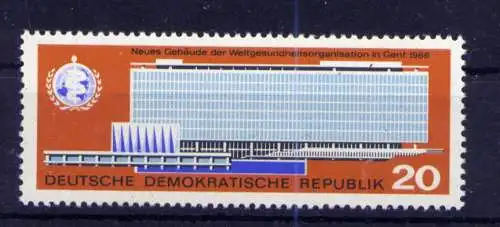 Neues Gebäude der Weltgesundheitsorganisation in Genf 1966
DEUTSCHE DEMOKRATISCHE REPUBLIK 20